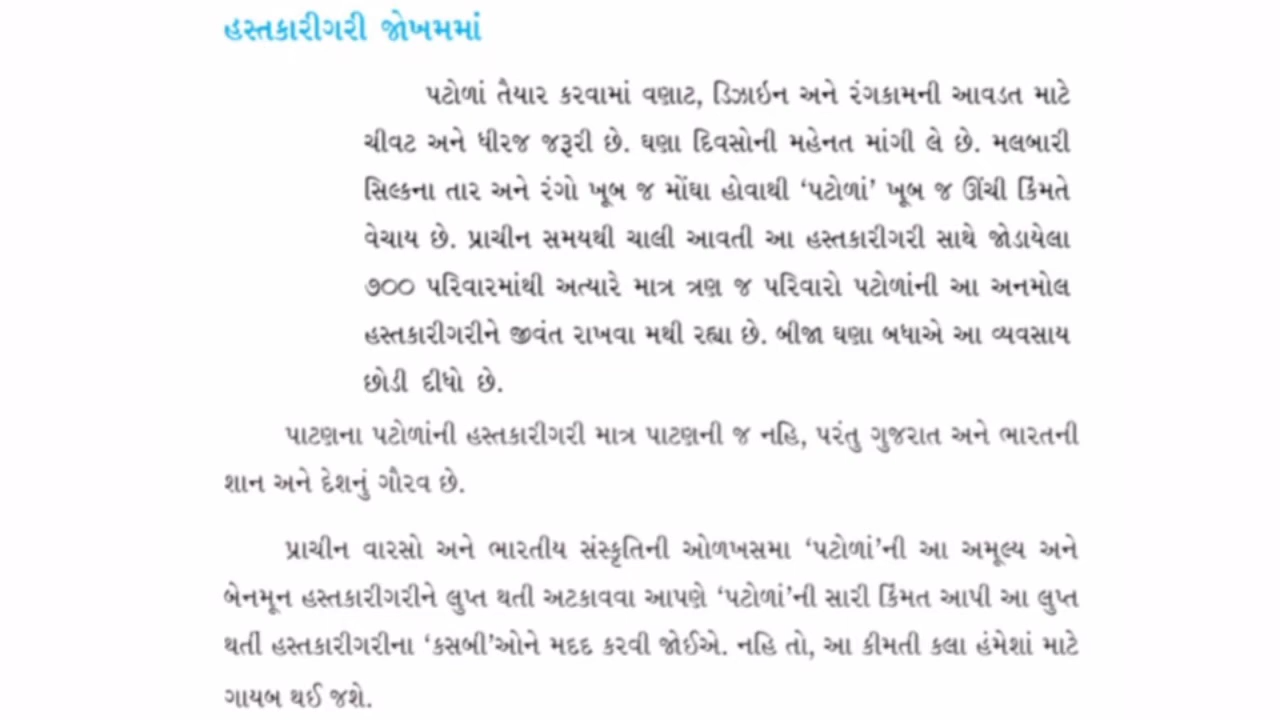 હસ્તકારીગરી જોખમમાં
પટોળાં તૈયાર કરવામાં વણાટ, ડિઝાઇન અને રંગકામની આવડત માટે
ચીવટ અને ધીરજ જરૂરી છે. ઘણા દિવસોની મહેનત માંગી લે છે. મલબારી
સિલ્કના તાર અને રંગો ખૂબ જ મોંઘા હોવાથી ‘પટોળાં’ ખૂબ જ ઊંચી કિંમતે
વેચાય છે. પ્રાચીન સમયથી ચાલી આવતી આ હસ્તકારીગરી સાથે જોડાયેલા
૭૦૦ પરિવારમાંથી અત્યારે માત્ર ત્રણ જ પરિવારો પટોળાંની આ અનમોલ
હસ્તકારીગરીને જીવંત રાખવા મથી રહ્યા છે. બીજા ઘણા બધાએ આ વ્યવસાય
છોડી દીધો છે.
પાટણના પટોળાંની હસ્તકારીગરી માત્ર પાટણની જ નહિ, પરંતુ ગુજરાત અને ભારતની
શાન અને દેશનું ગૌરવ છે.
પ્રાચીન વારસો અને ભારતીય સંસ્કૃતિની ઓળખસમા ‘પટોળાં’ની આ અમૂલ્ય અને
બેનમૂન હસ્તકારીગરીને લુપ્ત થતી અટકાવવા આપણે ‘પટોળાં’ની સારી કિંમત આપી આ લુપ્ત
થતી હસ્તકારીગરીના ‘કસબી’ઓને મદદ કરવી જોઈએ. નહિ તો, આ કીમતી કલા હંમેશાં માટે
ગાયબ થઈ જશે.